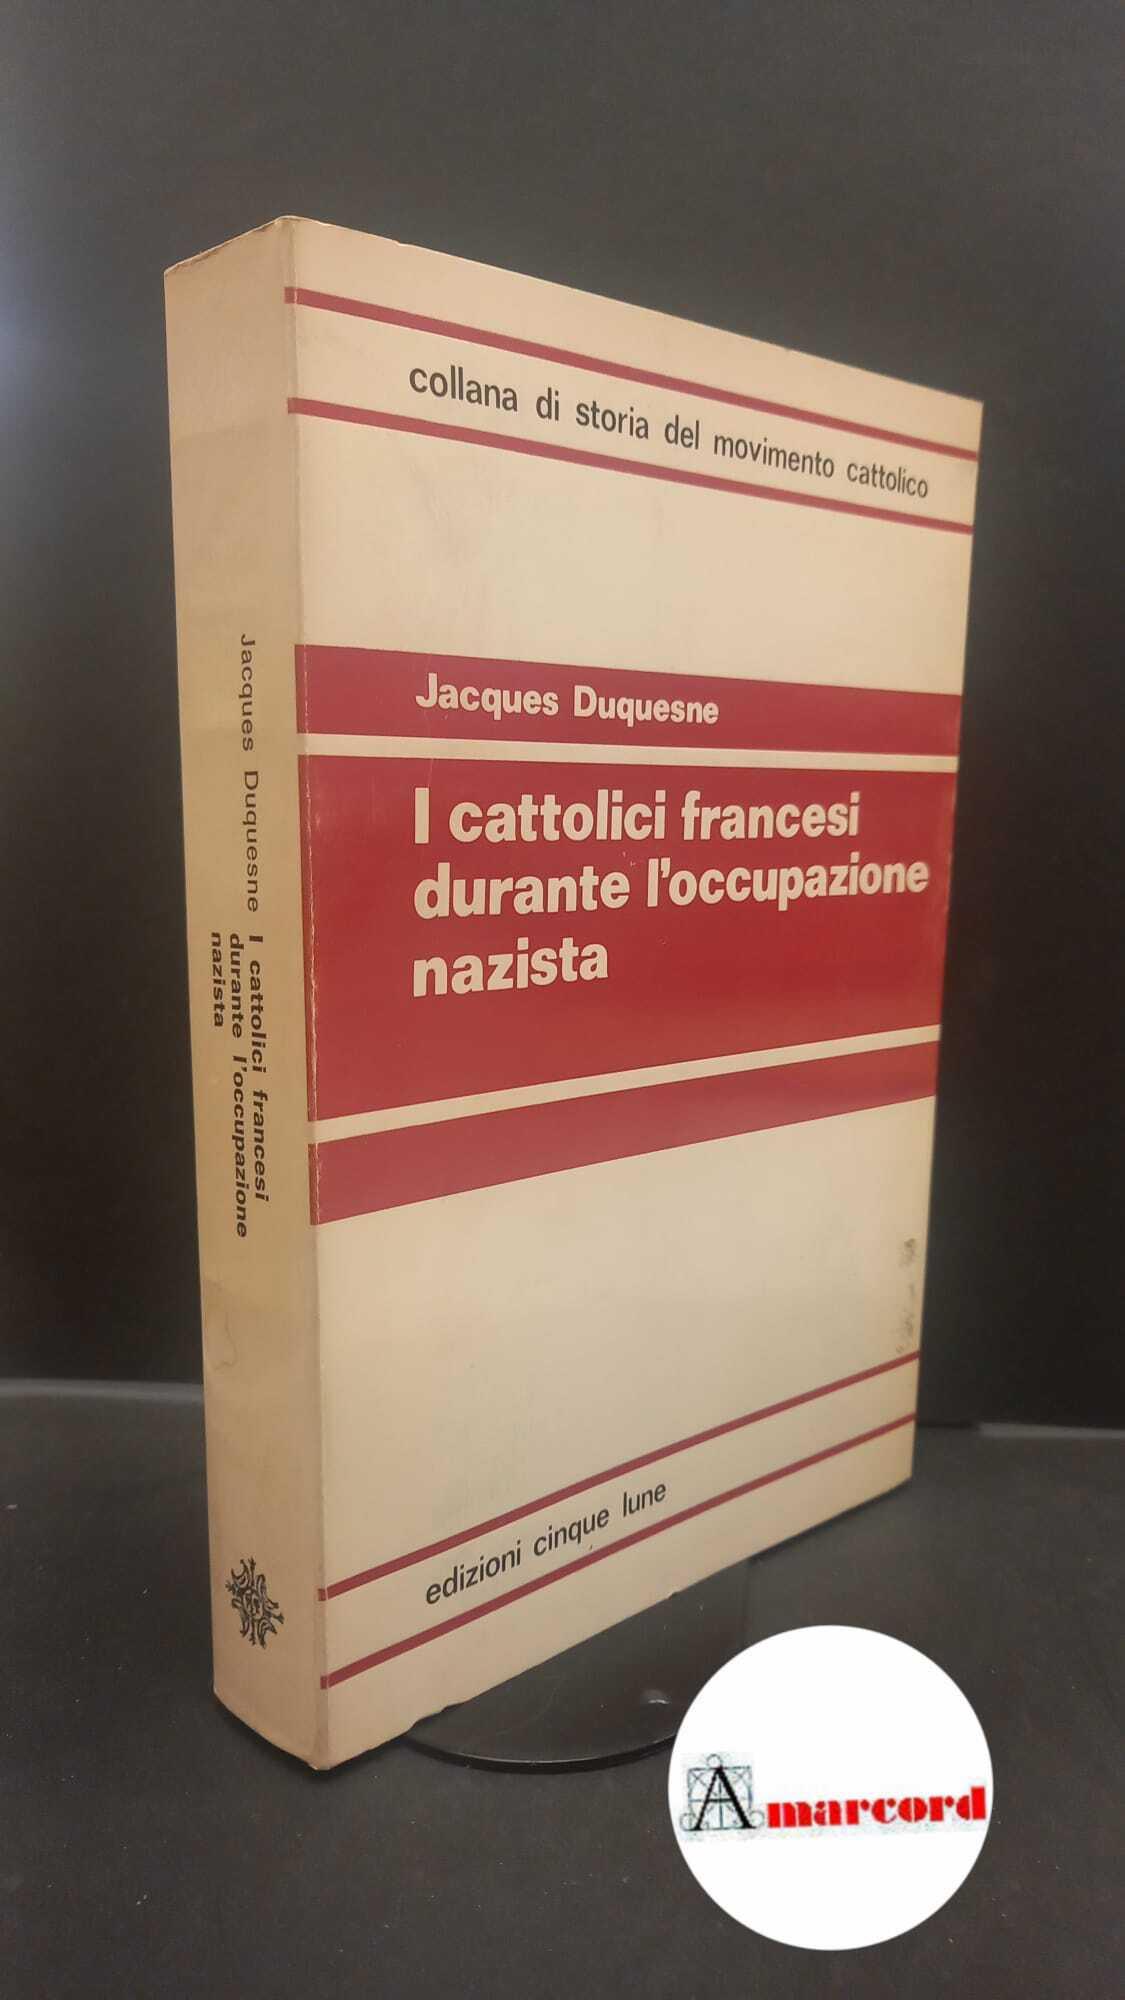 collana di storia del movimento cattolico
Jacques Duquesne
I cattolici francesi
durante l'occupazione
nazista
edizioni cinque lune
Jacques Duquesne I cattolici francesi
durante l'occupazione
nazista
Amarcord